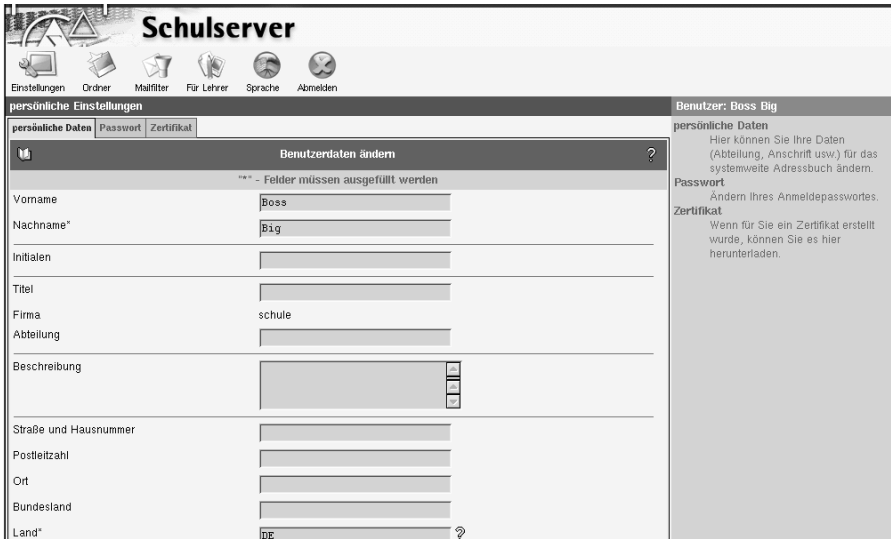 Schulserver
Einstellungen Ordner Mailfilter Für Lehrer Sprache Abmelden
persönliche Einstellungen
persönliche Daten Passwort Zertifikat
Benutzerdaten ändern ?
"*" - Felder müssen ausgefüllt werden
Vorname Boss
Nachname* Big
Initialen
Titel
Firma schule
Abteilung
Beschreibung
Straße und Hausnummer
Postleitzahl
Ort
Bundesland
Land* DE ?
Benutzer: Boss Big
persönliche Daten
Hier können Sie Ihre Daten
(Abteilung, Anschrift usw.) für das
systemweite Adressbuch ändern.
Passwort
Ändern Ihres Anmeldepasswortes.
Zertifikat
Wenn für Sie ein Zertifikat erstellt
wurde, können Sie es hier
herunterladen.